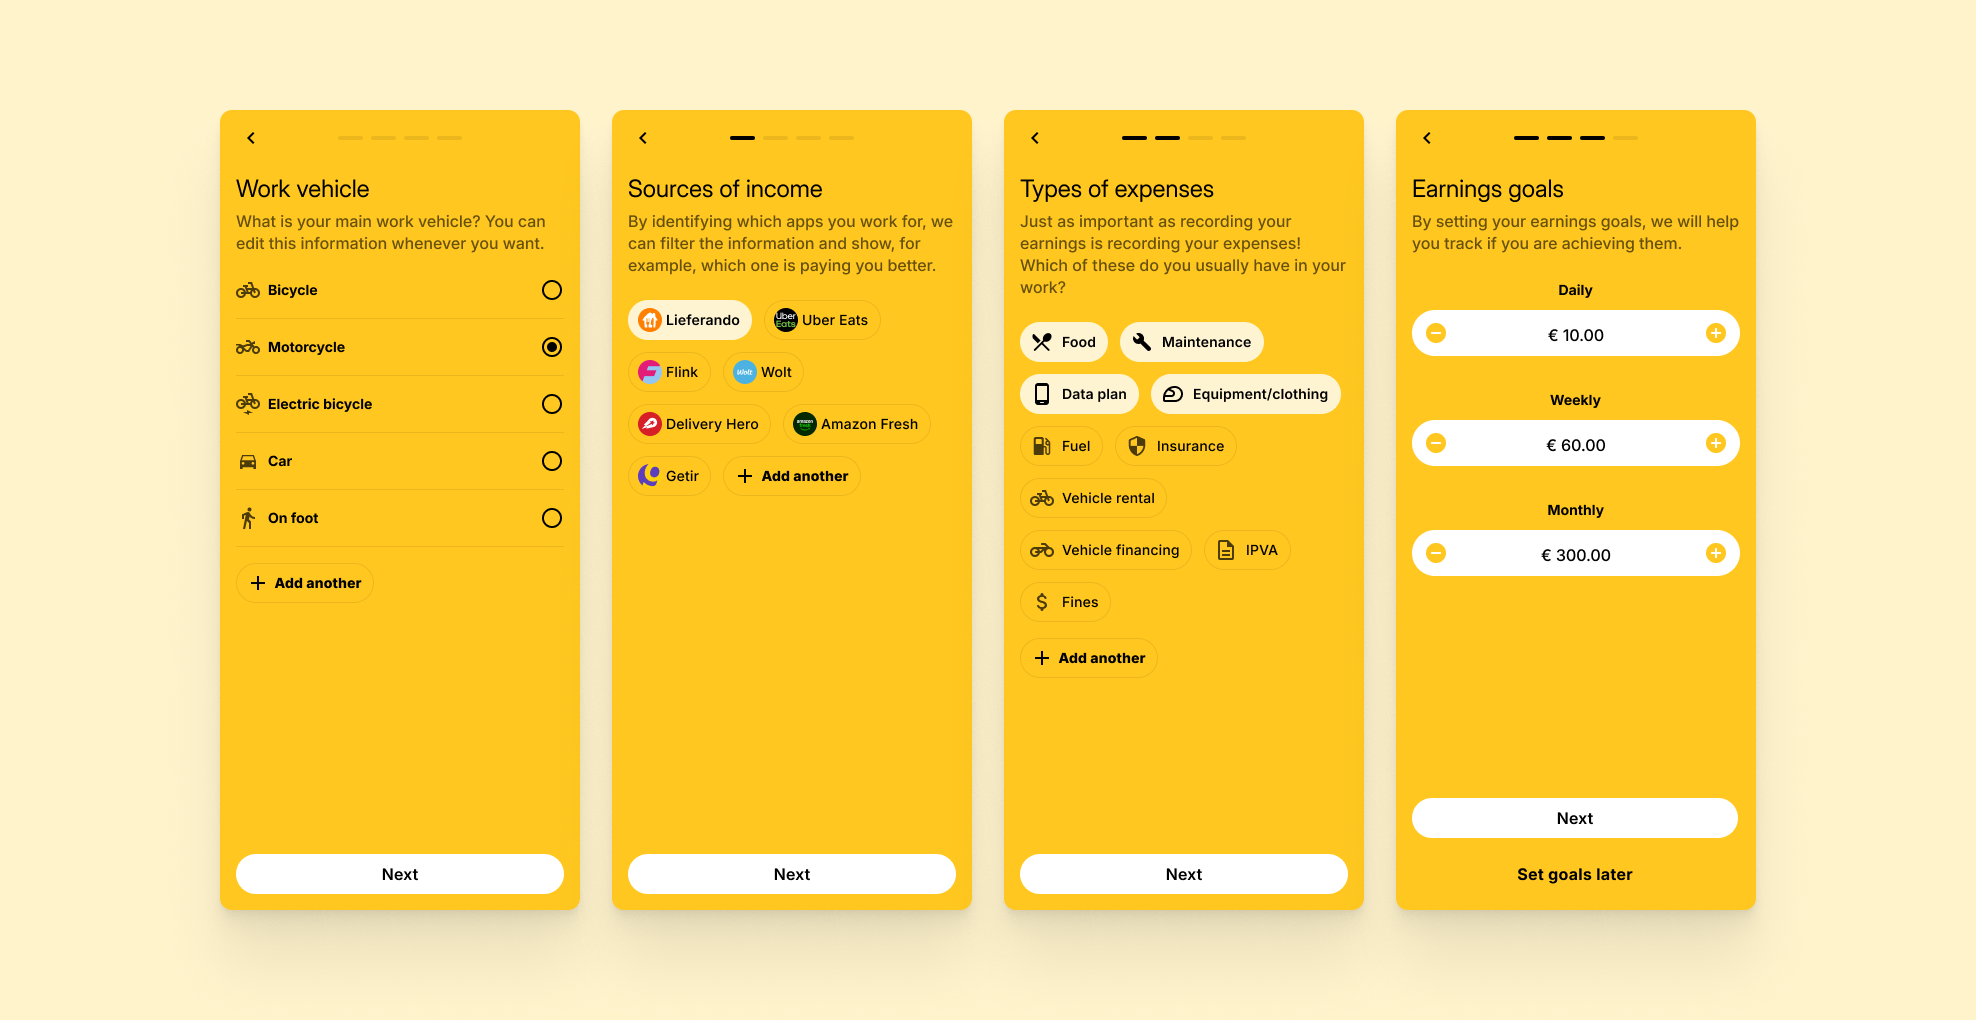 Work vehicle
What is your main work vehicle? You can
edit this information whenever you want.
Bicycle
Motorcycle
Electric bicycle
Car
On foot
Add another
Next
Sources of income
By identifying which apps you work for, we
can filter the information and show, for
example, which one is paying you better.
Lieferando
Uber Eats
Uber Eats
Flink
Wolt
Wolt
Delivery Hero
amazon fresh
Amazon Fresh
Getir
Add another
Next
Types of expenses
Just as important as recording your
earnings is recording your expenses!
Which of these do you usually have in your
work?
Food
Maintenance
Data plan
Equipment/clothing
Fuel
Insurance
Vehicle rental
Vehicle financing
IPVA
Fines
Add another
Next
Earnings goals
By setting your earnings goals, we will help
you track if you are achieving them.
Daily
€ 10.00
Weekly
€ 60.00
Monthly
€ 300.00
Next
Set goals later